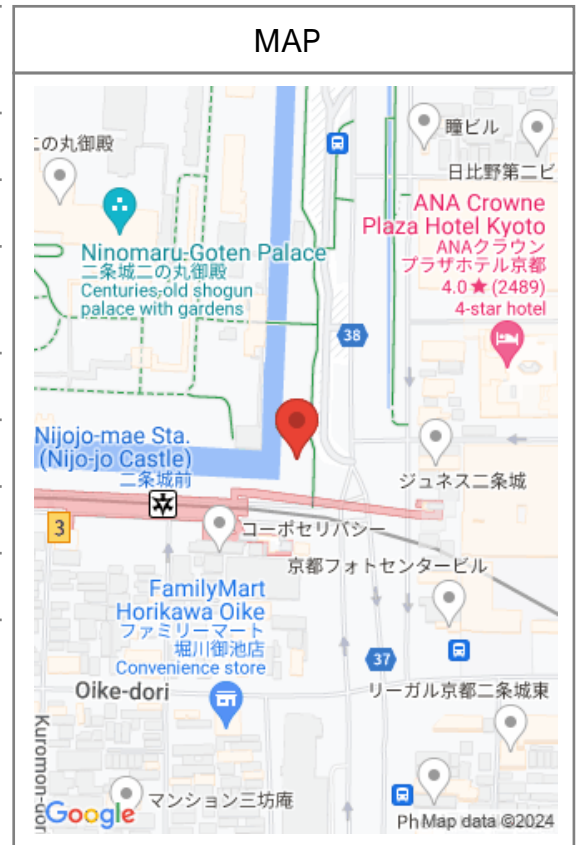 MAP
瞳ビル
二の丸御殿
日比野第二ビ
ANA Crowne
Plaza Hotel Kyoto
ANAクラウン
プラザホテル京都
4.0★(2489)
4-star hotel
Ninomaru-Goten Palace
二条城二の丸御殿
Centuries-old shogun
palace with gardens
38
Nijojo-mae Sta.
(Nijo-jo Castle)
二条城前
ジュネス二条城
3
コーポセリバシー
京都フォトセンタービル
FamilyMart
Horikawa Oike
ファミリーマート
堀川御池店
Convenience store
37
Oike-dori
リーガル京都二条城東
Kuromon-dori
マンション三坊庵
Google
Ph
Map data ©2024